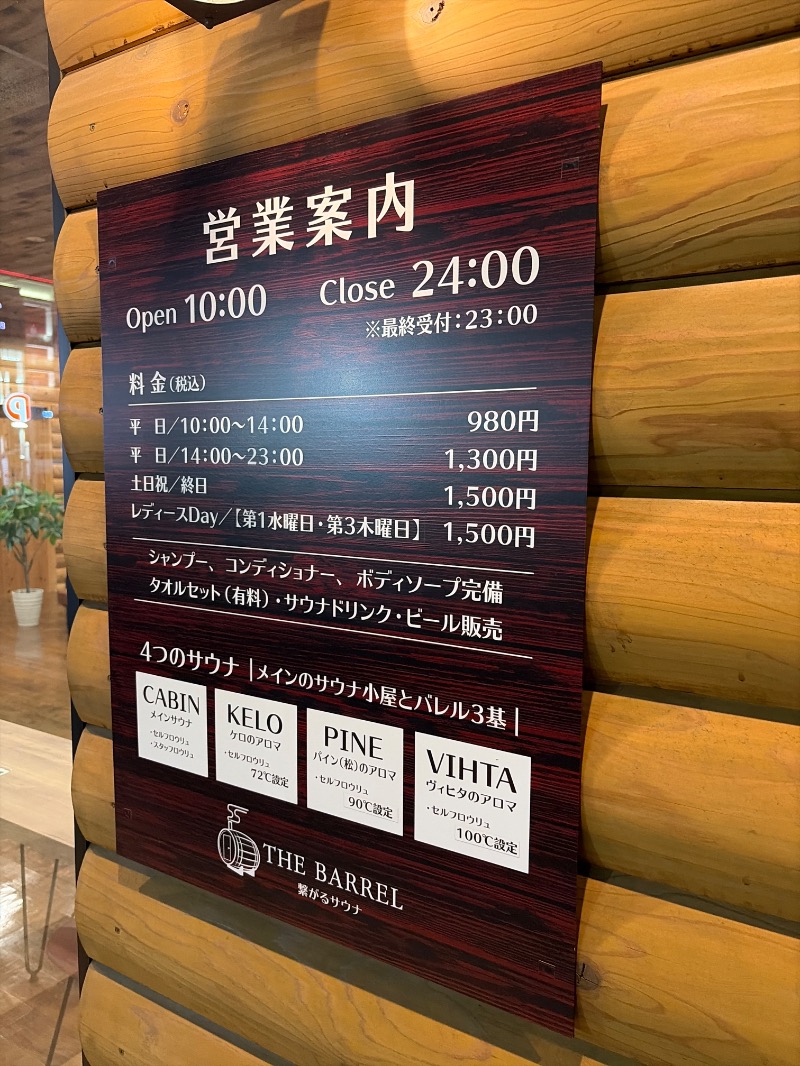 営業案内
Open 10:00 Close 24:00
※最終受付：23:00
料金（税込）
平 日／10:00〜14:00 980円
平 日／14:00〜23:00 1,300円
土日祝／終日 1,500円
レディースDay／【第1水曜日・第3木曜日】 1,500円
シャンプー、コンディショナー、ボディソープ完備
タオルセット（有料）・サウナドリンク・ビール販売
4つのサウナ｜メインのサウナ小屋とバレル3基｜
CABIN
メインサウナ
・セルフロウリュ
・スタッフロウリュ
KELO
ケロのアロマ
・セルフロウリュ
72℃設定
PINE
パイン（松）のアロマ
・セルフロウリュ
90℃設定
VIHTA
ヴィヒタのアロマ
・セルフロウリュ
100℃設定
THE BARREL
繋がるサウナ
P